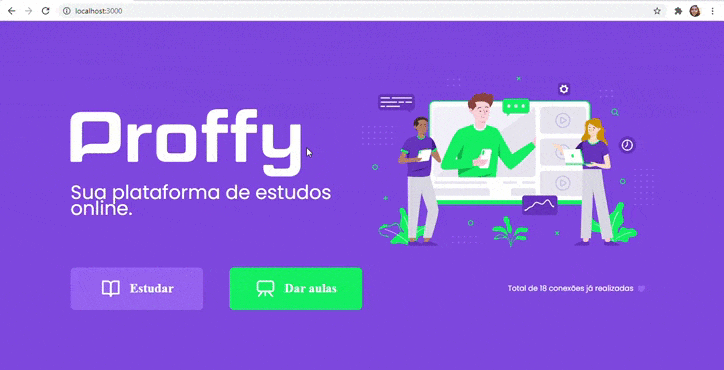 localhost:3000
Proffy
Sua plataforma de estudos
online.
Estudar
Dar aulas
Total de 18 conexões já realizadas